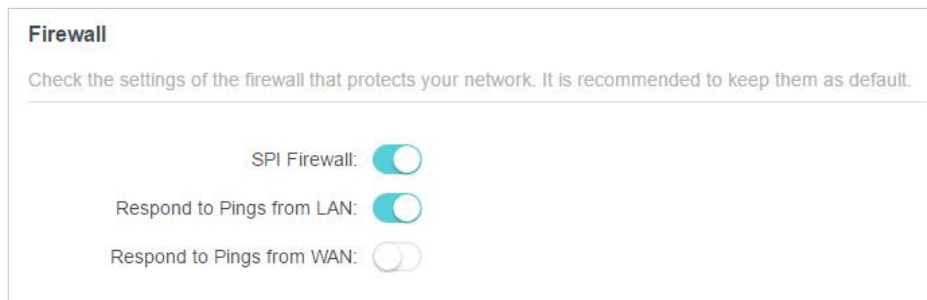 Firewall
Check the settings of the firewall that protects your network. It is recommended to keep them as default.
SPI Firewall:
Respond to Pings from LAN:
Respond to Pings from WAN: